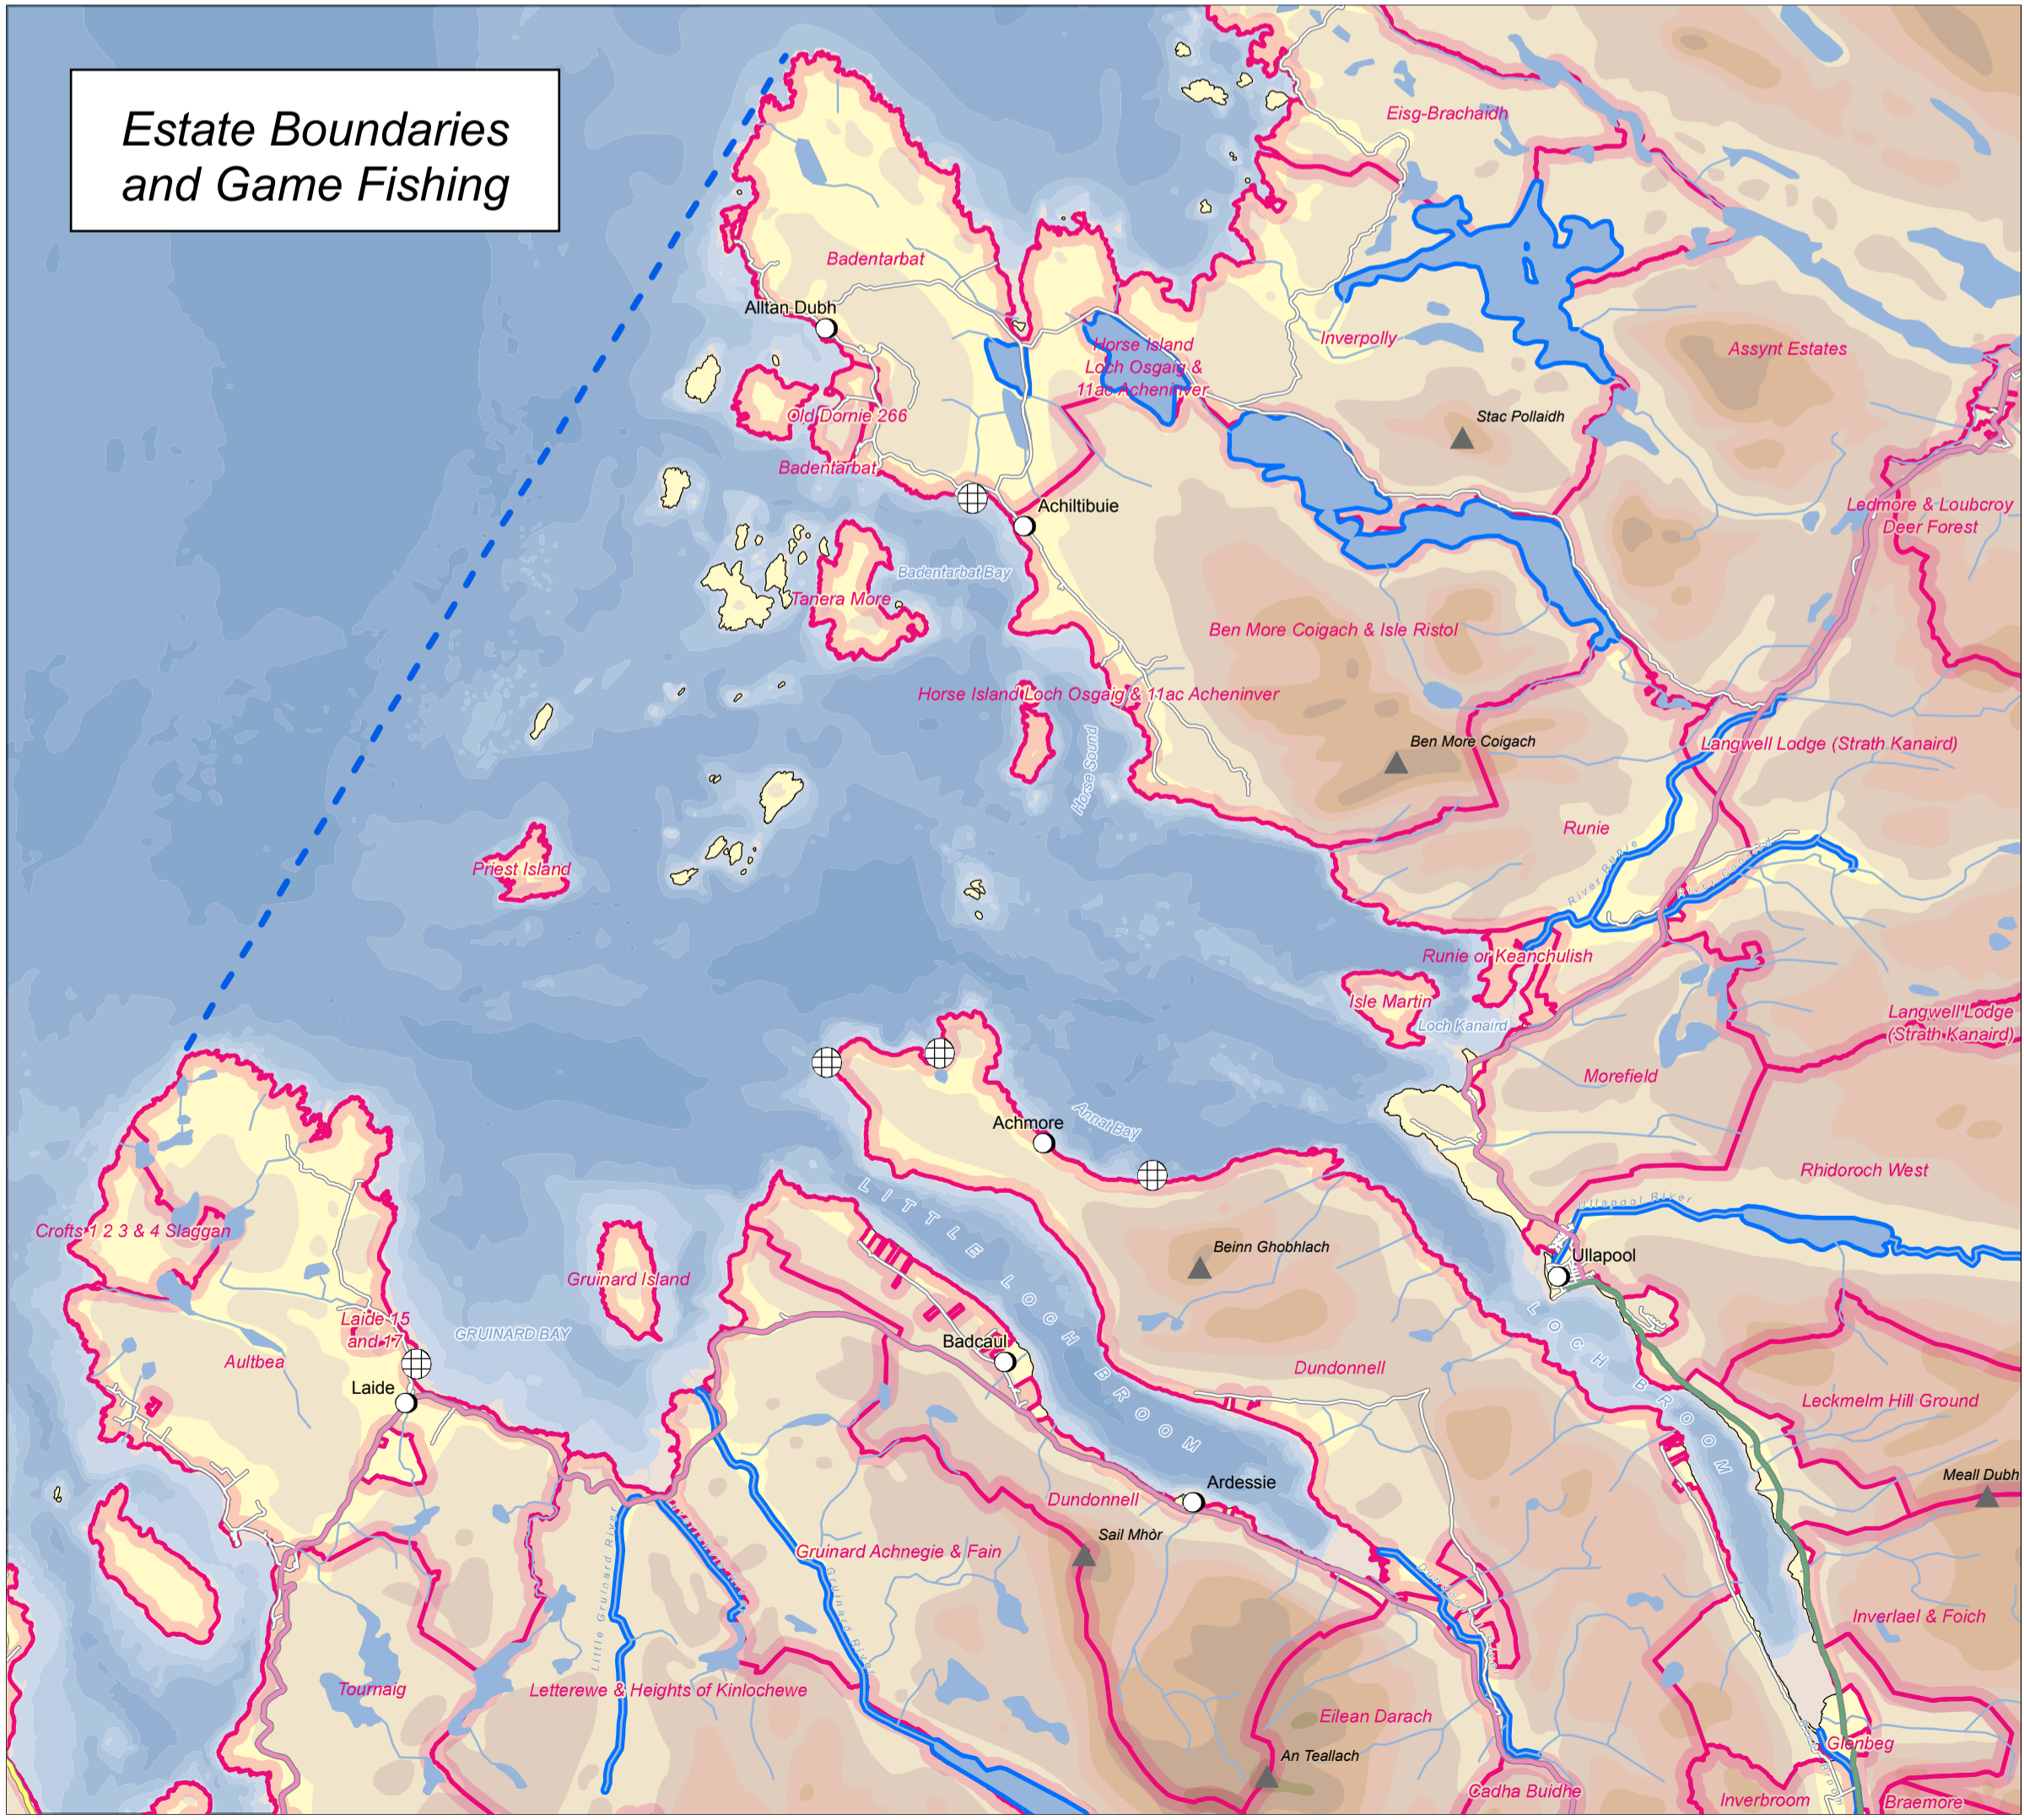 Estate Boundaries
and Game Fishing
Eisg-Brachaidh
Badentarbat
Alltan Dubh
Horse Island
Loch Osgaig &
11ac Acheninver
Inverpolly
Assynt Estates
Old Dornie 266
Stac Pollaidh
Badentarbat
Achiltibuie
Ledmore & Loubcroy
Deer Forest
Badentarbat Bay
Tanera More
Ben More Coigach & Isle Ristol
Horse Island Loch Osgaig & 11ac Acheninver
Horse Sound
Ben More Coigach
Langwell Lodge (Strath Kanaird)
Runie
River Runie
River Canaird
Priest Island
Runie or Keanchulish
Isle Martin
Loch Kanaird
Langwell Lodge
(Strath Kanaird)
Morefield
Achmore
Annat Bay
Rhidoroch West
Ullapool River
LITTLE LOCH BROOM
Crofts 1 2 3 & 4 Slaggan
Beinn Ghobhlach
Ullapool
Gruinard Island
Laide 15
and 17
GRUINARD BAY
LOCH BROOM
Badcaul
Aultbea
Dundonnell
Laide
Leckmelm Hill Ground
Meall Dubh
Ardessie
Dundonnell
Sail Mhòr
Gruinard Achnegie & Fain
Little Gruinard River
Gruinard River
Inverlael & Foich
Tournaig
Letterewe & Heights of Kinlochewe
Eilean Darach
An Teallach
Glenbeg
Cadha Buidhe
Inverbroom
Braemore